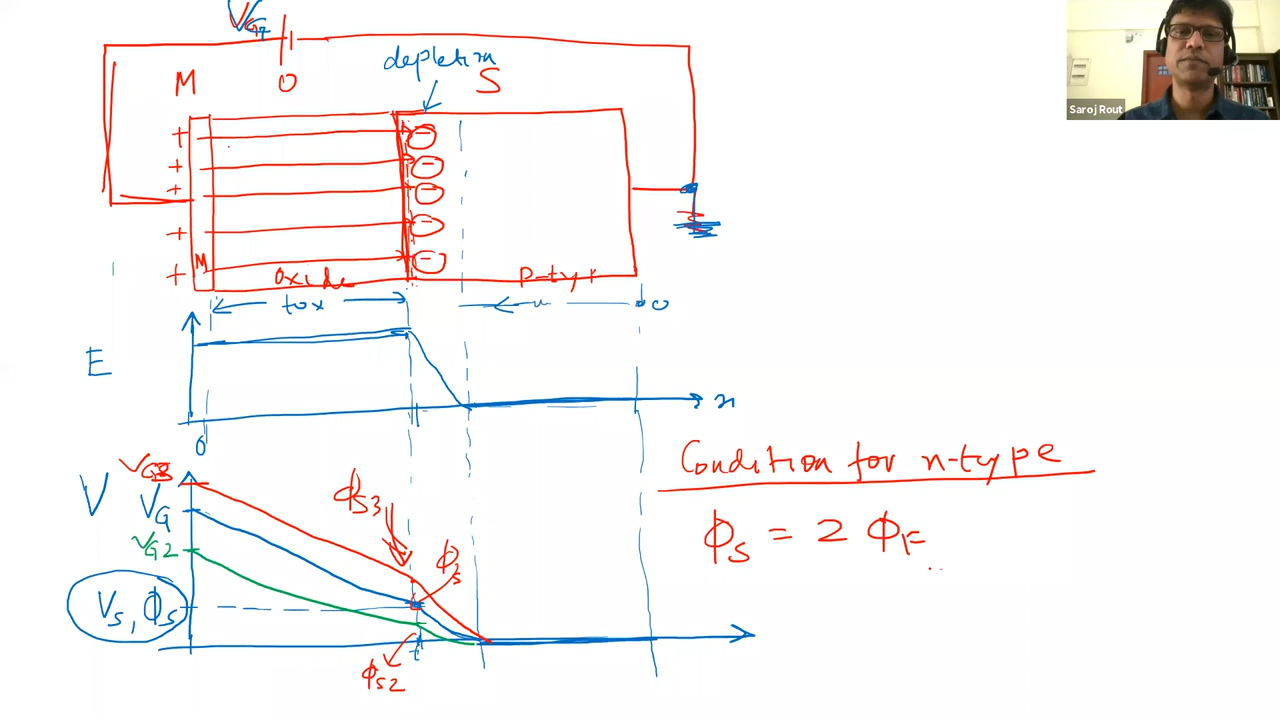 VG
M O S
depletion
Saroj Rout
+ - 
+ -
+ -
+ -
+ M -
oxide p-type
tox
0
E
x
0
VG3
V VG
VG2
Vs, ϕs
ϕs3
ϕs
ϕs2
t
Condition for n-type
ϕs = 2 ϕF